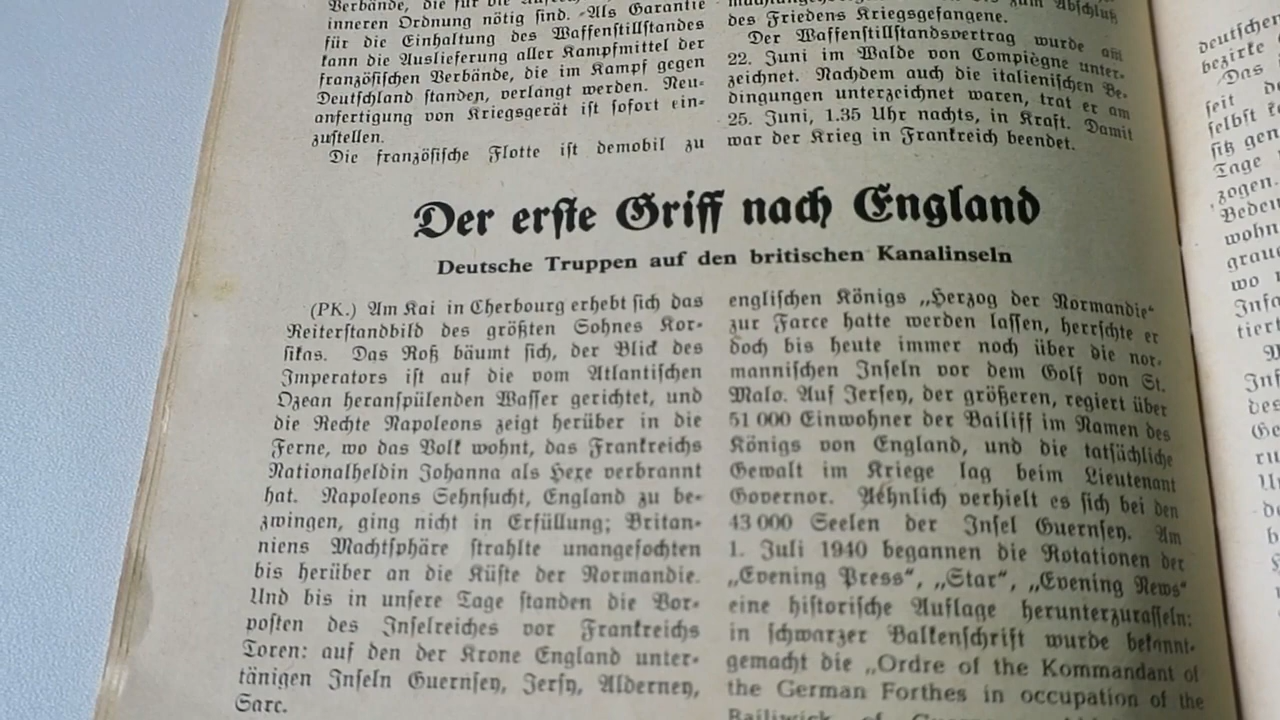 Verbände, die für die
inneren Ordnung nötig sind. Als Garantie
für die Einhaltung des Waffenstillstandes
kann die Auslieferung aller Kampfmittel der
französischen Verbände, die im Kampf gegen
Deutschland standen, verlangt werden. Neu-
anfertigung von Kriegsgerät ist sofort ein-
zustellen.
Die französische Flotte ist demobil zu
bis zum Abschluß
des Friedens Kriegsgefangene.
Der Waffenstillstandsvertrag wurde am
22. Juni im Walde von Compiègne unter-
zeichnet. Nachdem auch die italienischen Be-
dingungen unterzeichnet waren, trat er am
25. Juni, 1.35 Uhr nachts, in Kraft. Damit
war der Krieg in Frankreich beendet.
Der erste Griff nach England
Deutsche Truppen auf den britischen Kanalinseln
(PK.) Am Kai in Cherbourg erhebt sich das
Reiterstandbild des größten Sohnes Kor-
sikas. Das Roß bäumt sich, der Blick des
Imperators ist auf die vom Atlantischen
Ozean heranspülenden Wasser gerichtet, und
die Rechte Napoleons zeigt herüber in die
Ferne, wo das Volk wohnt, das Frankreichs
Nationalheldin Johanna als Hexe verbrannt
hat. Napoleons Sehnsucht, England zu be-
zwingen, ging nicht in Erfüllung; Britan-
niens Machtsphäre strahlte unangefochten
bis herüber an die Küste der Normandie.
Und bis in unsere Tage standen die Vor-
posten des Inselreiches vor Frankreichs
Toren: auf den der Krone England unter-
tänigen Inseln Guernsey, Jersy, Alderney,
Sarc.
englischen Königs „Herzog der Normandie“
zur Farce hatte werden lassen, herrschte er
doch bis heute immer noch über die nor-
mannischen Inseln vor dem Golf von St.
Malo. Auf Jersey, der größeren, regiert über
51 000 Einwohner der Bailiff im Namen des
Königs von England, und die tatsächliche
Gewalt im Kriege lag beim Lieutenant
Governor. Aehnlich verhielt es sich bei den
43 000 Seelen der Insel Guernsey. Am
1. Juli 1940 begannen die Rotationen der
„Evening Press“, „Star“, „Evening News“
eine historische Auflage herunterzurasseln:
in schwarzer Balkenschrift wurde bekannt-
gemacht die „Ordre of the Kommandant of
the German Forthes in occupation of the
Bailiwick of
deutschen
bezirke
Das
seit
selbst
sitz
Tage
zogen.
wohn
grau
wo